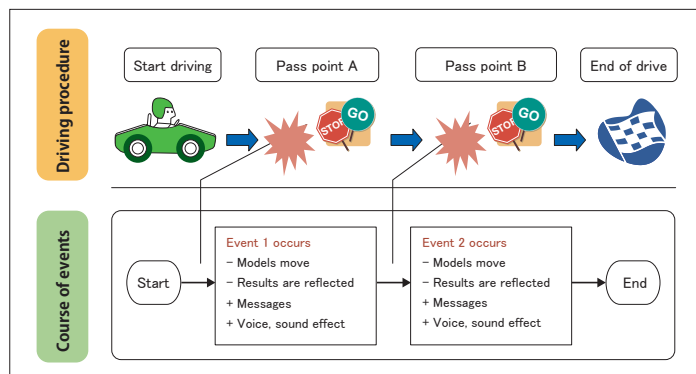 Driving procedure
Start driving
Pass point A
Pass point B
End of drive
STOP
GO
STOP
GO
Course of events
Start
Event 1 occurs
− Models move
− Results are reflected
+ Messages
+ Voice, sound effect
Event 2 occurs
− Models move
− Results are reflected
+ Messages
+ Voice, sound effect
End